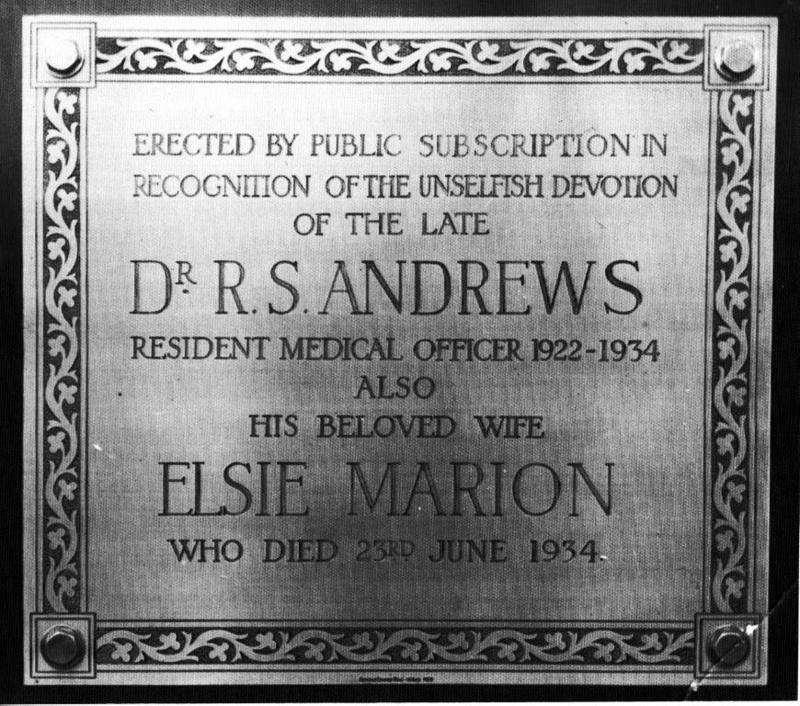 ERECTED BY PUBLIC SUBSCRIPTION IN
RECOGNITION OF THE UNSELFISH DEVOTION
OF THE LATE
DR. R. S. ANDREWS
RESIDENT MEDICAL OFFICER 1922-1934
ALSO
HIS BELOVED WIFE
ELSIE MARION
WHO DIED 23RD JUNE 1934.